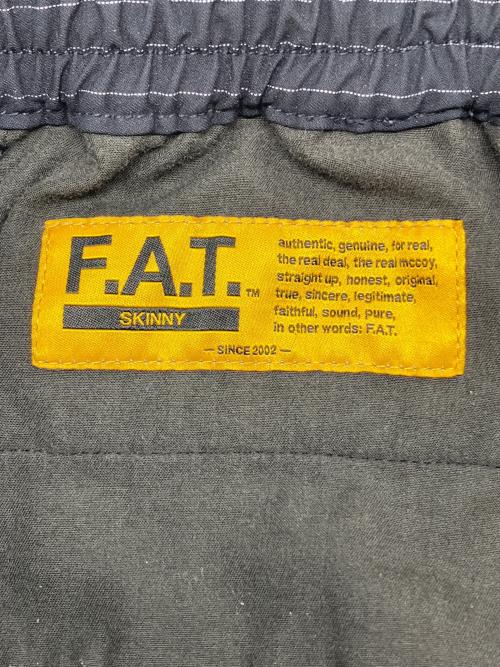 F.A.T.™
SKINNY
authentic, genuine, for real,
the real deal, the real mccoy,
straight up, honest, original,
true, sincere, legitimate,
faithful, sound, pure,
in other words: F.A.T.
— SINCE 2002 —